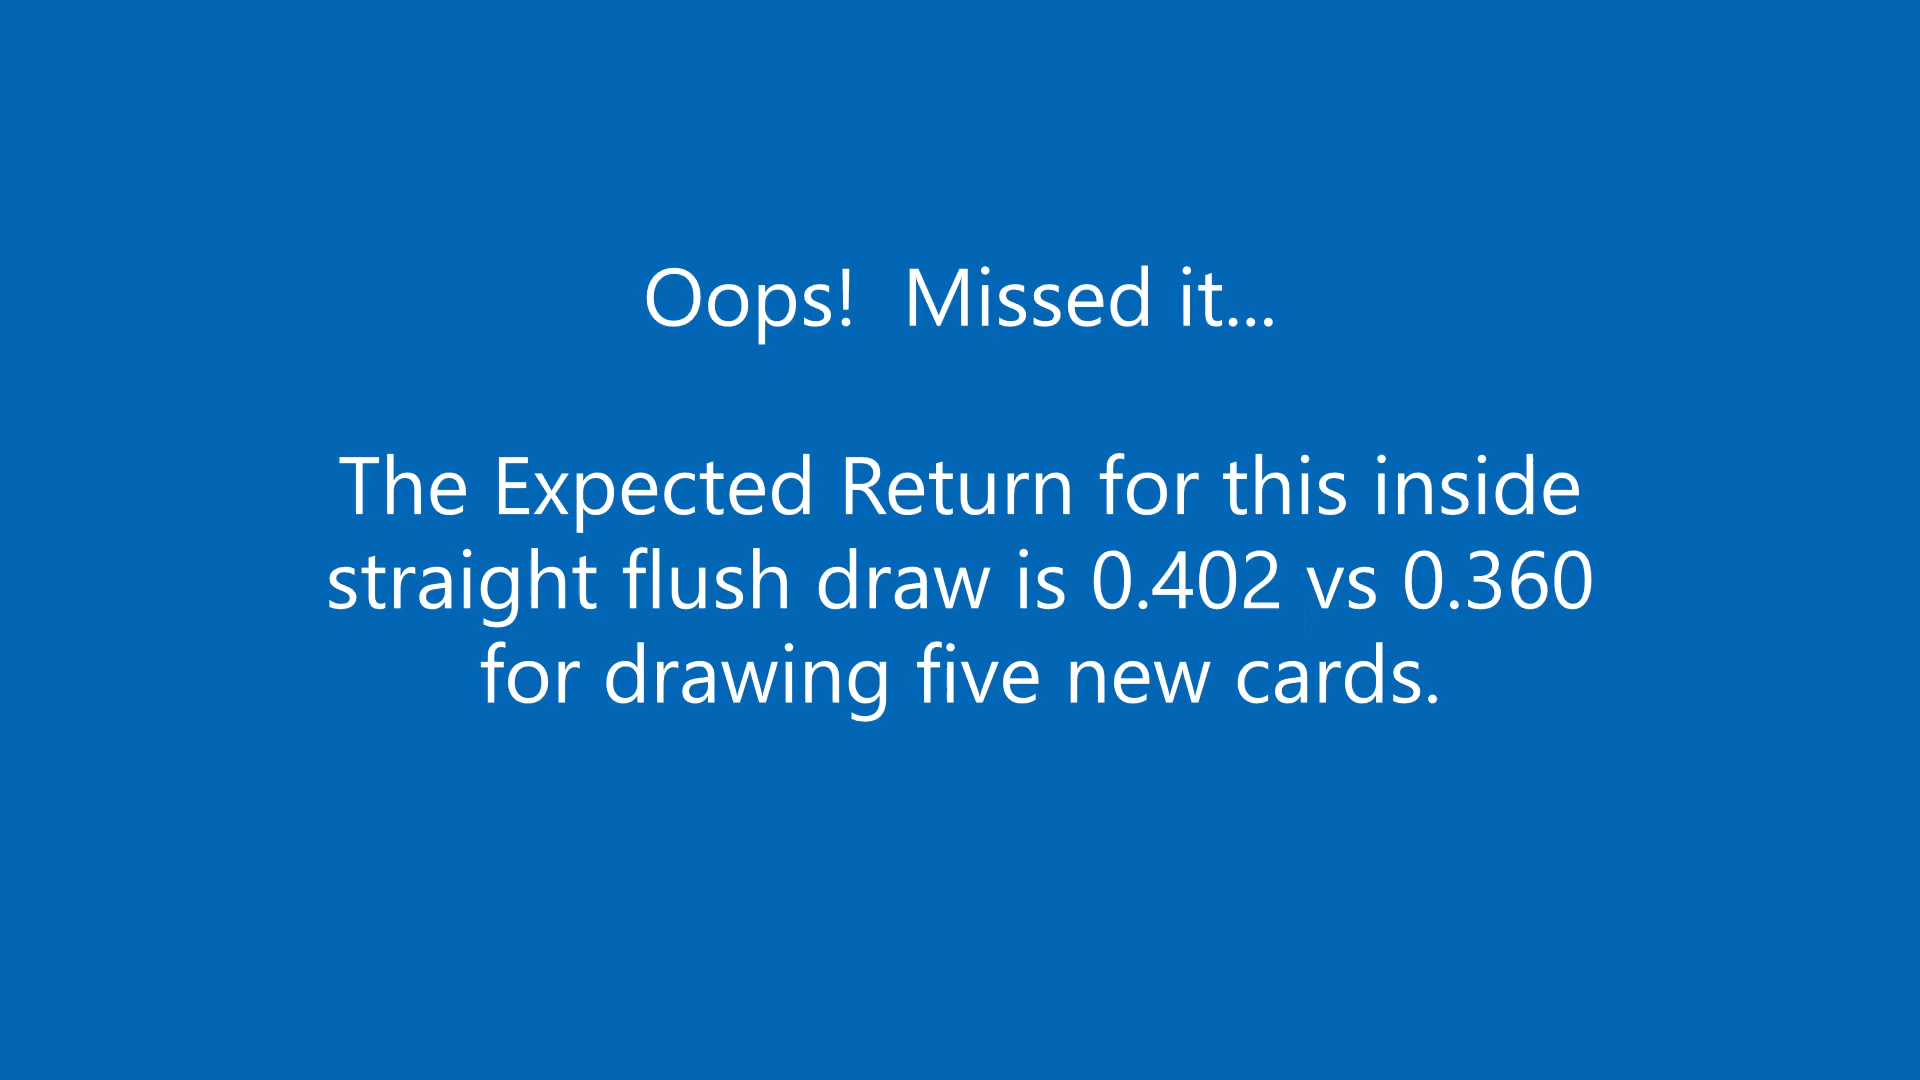 Oops!  Missed it...
The Expected Return for this inside
straight flush draw is 0.402 vs 0.360
for drawing five new cards.